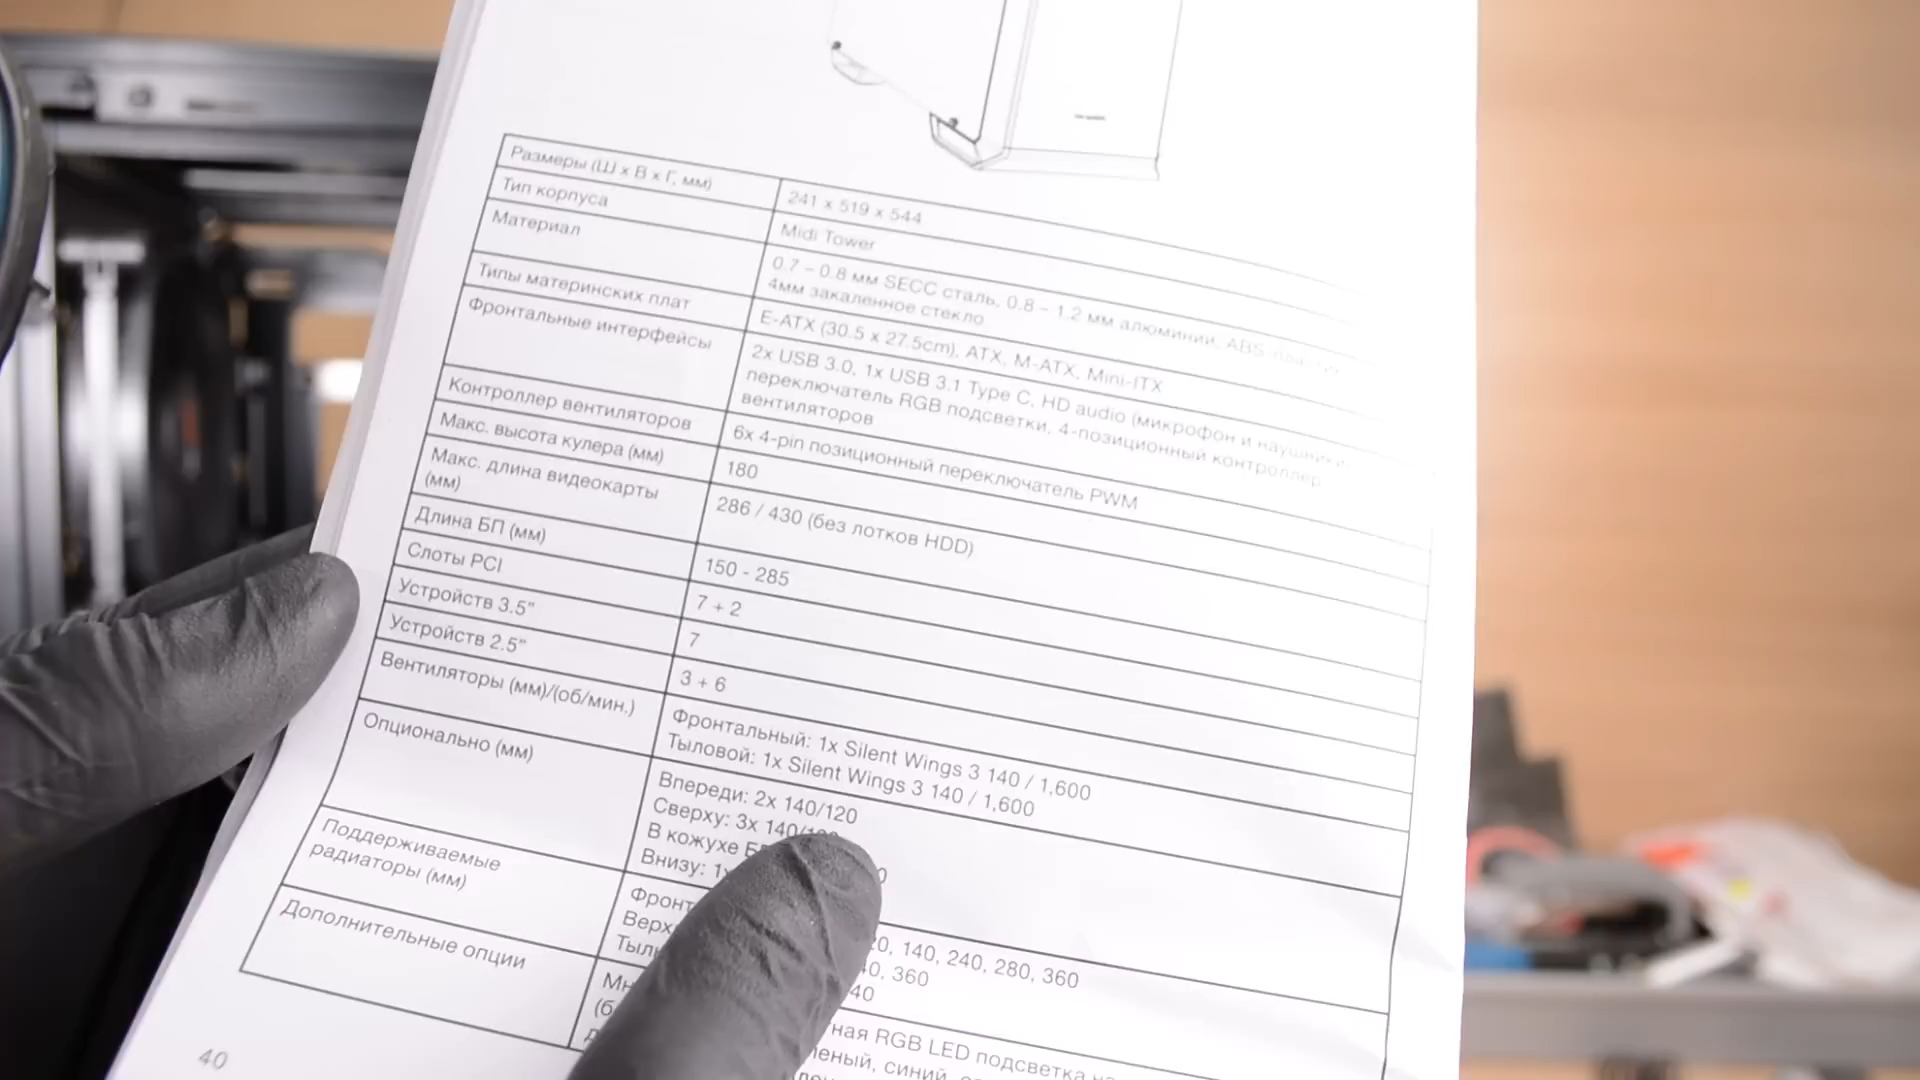 Размеры (Ш x В x Г, мм)
241 x 519 x 544
Тип корпуса
Midi Tower
Материал
0.7 – 0.8 мм SECC сталь, 0.8 – 1.2 мм алюминий,
4мм закаленное стекло
Типы материнских плат
E-ATX (30.5 x 27.5cm), ATX, M-ATX, Mini-ITX
Фронтальные интерфейсы
2x USB 3.0, 1x USB 3.1 Type C, HD audio (микрофон и наушники
переключатель RGB подсветки, 4-позиционный контроллер
вентиляторов
Контроллер вентиляторов
6x 4-pin позиционный переключатель PWM
Макс. высота кулера (мм)
180
Макс. длина видеокарты
(мм)
286 / 430 (без лотков HDD)
Длина БП (мм)
150 - 285
Слоты PCI
7 + 2
Устройств 3.5"
7
Устройств 2.5"
3 + 6
Вентиляторы (мм)/(об/мин.)
Фронтальный: 1x Silent Wings 3 140 / 1,600
Тыловой: 1x Silent Wings 3 140 / 1,600
Опционально (мм)
Впереди: 2x 140/120
Сверху: 3x
В кожухе
Внизу:
Поддерживаемые
радиаторы (мм)
140, 240, 280, 360
360
Дополнительные опции
RGB LED подсветка
синий,
40